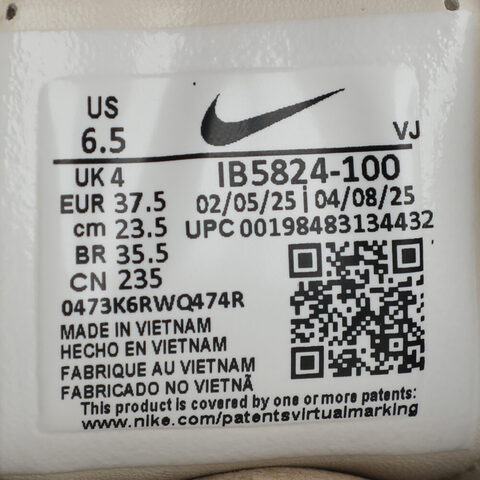 US
6.5
VJ
UK 4
IB5824-100
EUR 37.5
02/05/25 | 04/08/25
cm 23.5
UPC 00198483134432
BR 35.5
CN 235
0473K6RWQ474R
MADE IN VIETNAM
HECHO EN VIETNAM
FABRIQUE AU VIETNAM
FABRICADO NO VIETNÃ
This product is covered by one or more patents:
www.nike.com/patentsvirtualmarking